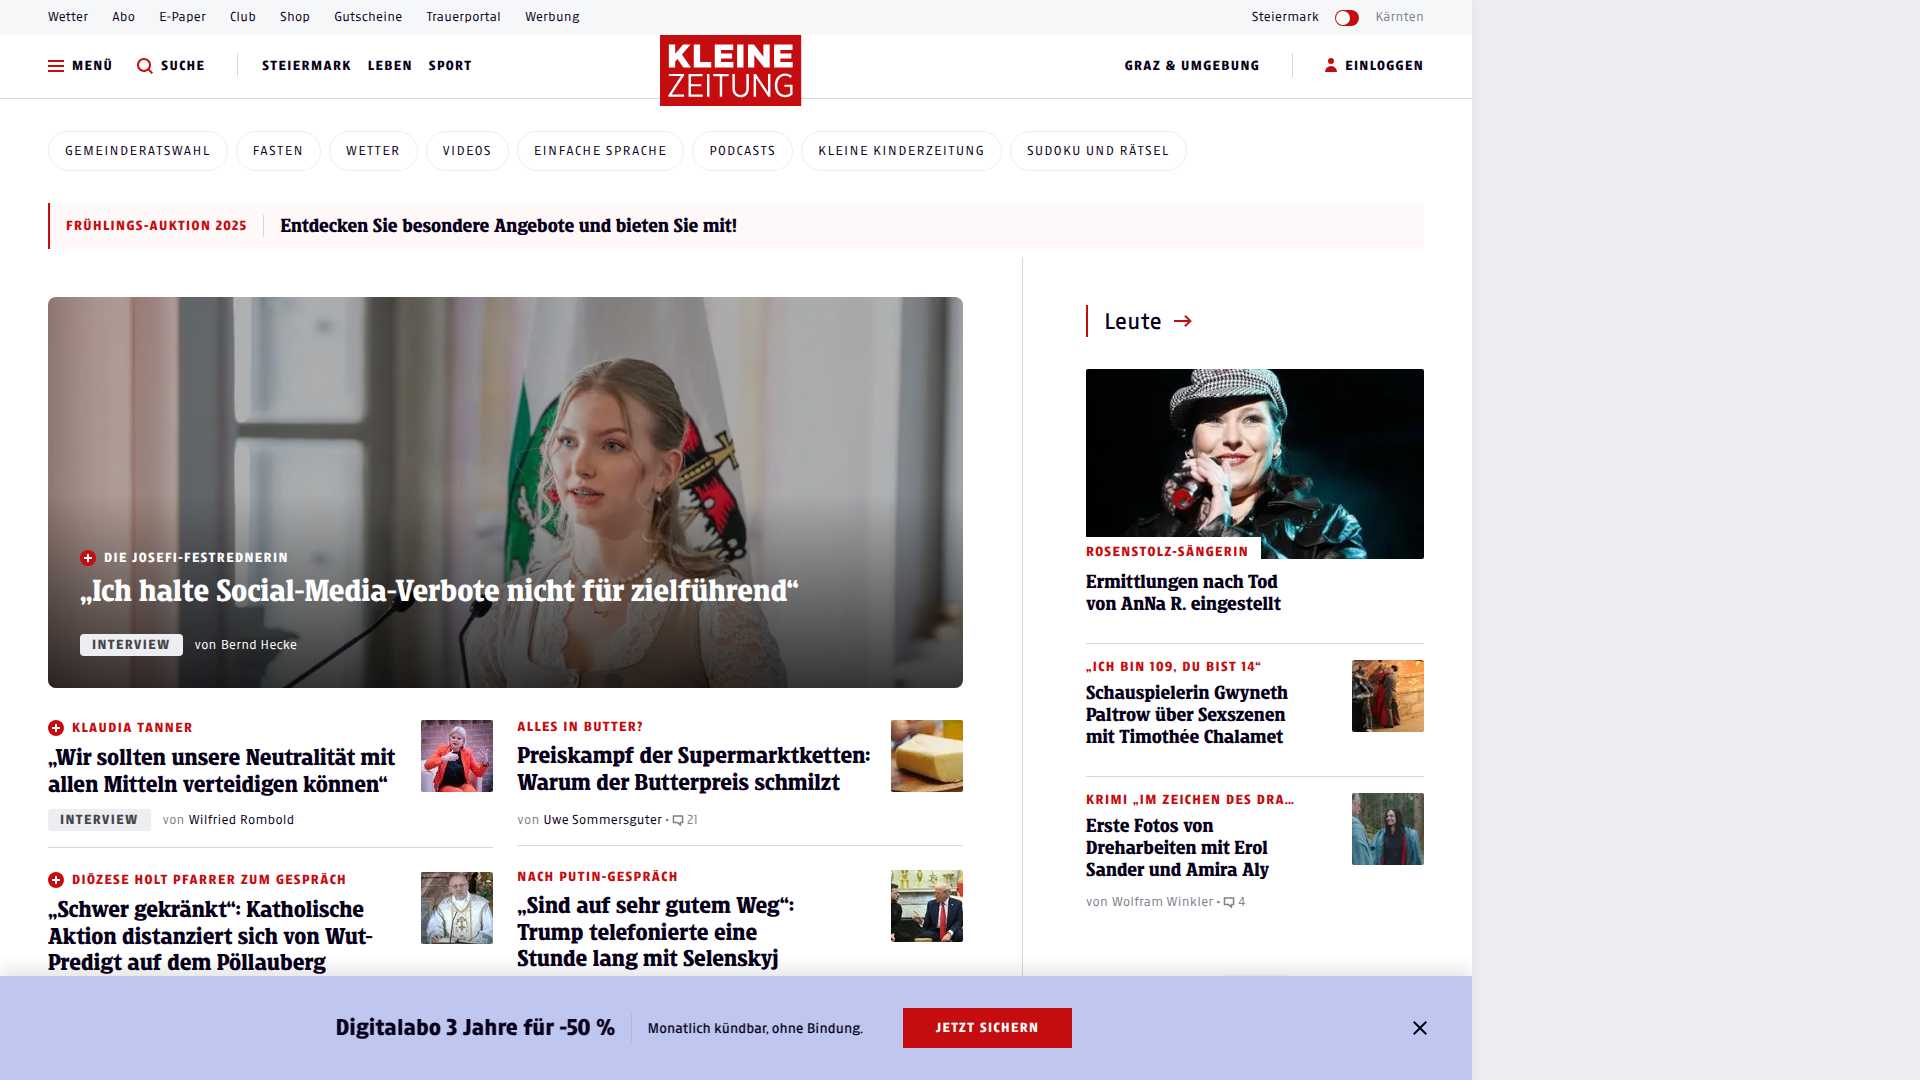 Wetter Abo E-Paper Club Shop Gutscheine Trauerportal Werbung Steiermark Kärnten
MENÜ SUCHE STEIERMARK LEBEN SPORT KLEINE ZEITUNG GRAZ & UMGEBUNG EINLOGGEN
GEMEINDERATSWAHL FASTEN WETTER VIDEOS EINFACHE SPRACHE PODCASTS KLEINE KINDERZEITUNG SUDOKU UND RÄTSEL
FRÜHLINGS-AUKTION 2025 Entdecken Sie besondere Angebote und bieten Sie mit!
DIE JOSEFI-FESTREDNERIN
„Ich halte Social-Media-Verbote nicht für zielführend“
INTERVIEW von Bernd Hecke
KLAUDIA TANNER
„Wir sollten unsere Neutralität mit
allen Mitteln verteidigen können“
INTERVIEW von Wilfried Rombold
ALLES IN BUTTER?
Preiskampf der Supermarktketten:
Warum der Butterpreis schmilzt
von Uwe Sommersguter • 21
DIÖZESE HOLT PFARRER ZUM GESPRÄCH
„Schwer gekränkt“: Katholische
Aktion distanziert sich von Wut-
Predigt auf dem Pöllauberg
NACH PUTIN-GESPRÄCH
„Sind auf sehr gutem Weg“:
Trump telefonierte eine
Stunde lang mit Selenskyj
Leute
ROSENSTOLZ-SÄNGERIN
Ermittlungen nach Tod
von AnNa R. eingestellt
„ICH BIN 109, DU BIST 14“
Schauspielerin Gwyneth
Paltrow über Sexszenen
mit Timothée Chalamet
KRIMI „IM ZEICHEN DES DRA...
Erste Fotos von
Dreharbeiten mit Erol
Sander und Amira Aly
von Wolfram Winkler • 4
Digitalabo 3 Jahre für -50 % Monatlich kündbar, ohne Bindung. JETZT SICHERN